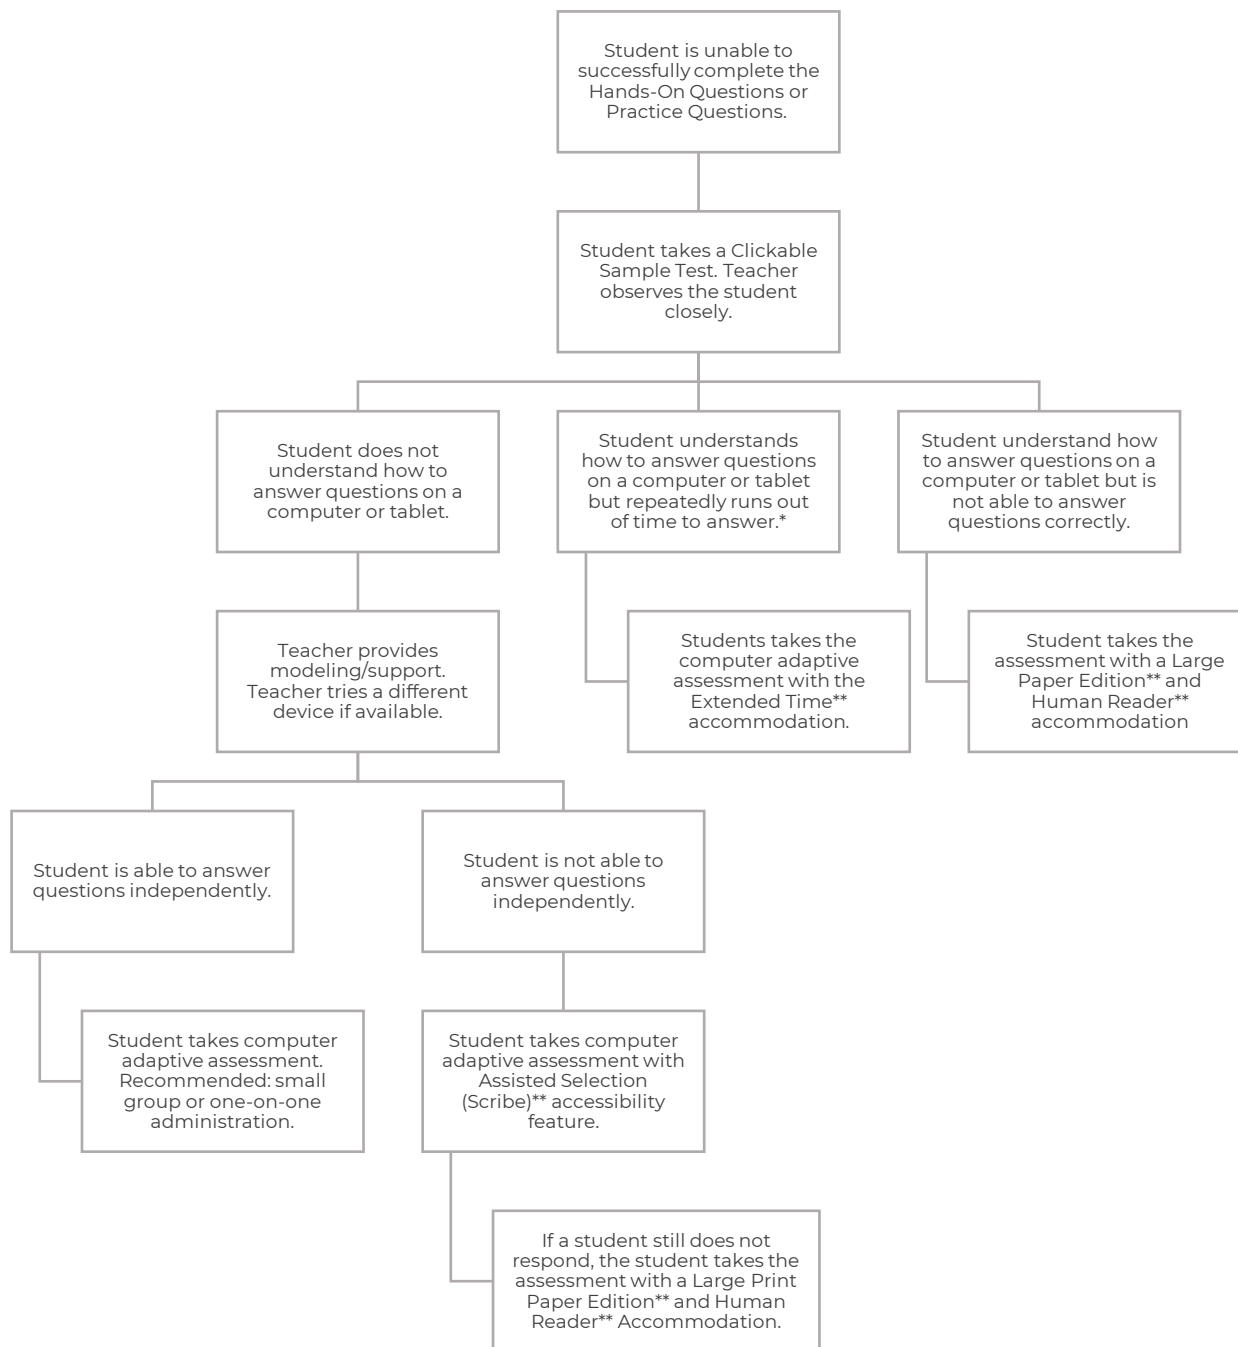 Student is unable to
successfully complete the
Hands-On Questions or
Practice Questions.
Student takes a Clickable
Sample Test. Teacher
observes the student
closely.
Student does not
understand how to
answer questions on a
computer or tablet.
Student understands
how to answer questions
on a computer or tablet
but repeatedly runs out
of time to answer.*
Student understand how
to answer questions on a
computer or tablet but is
not able to answer
questions correctly.
Teacher provides
modeling/support.
Teacher tries a different
device if available.
Students takes the
computer adaptive
assessment with the
Extended Time**
accommodation.
Student takes the
assessment with a Large
Paper Edition** and
Human Reader**
accommodation
Student is able to answer
questions independently.
Student is not able to
answer questions
independently.
Student takes computer
adaptive assessment.
Recommended: small
group or one-on-one
administration.
Student takes computer
adaptive assessment with
Assisted Selection
(Scribe)** accessibility
feature.
If a student still does not
respond, the student takes the
assessment with a Large Print
Paper Edition** and Human
Reader** Accommodation.